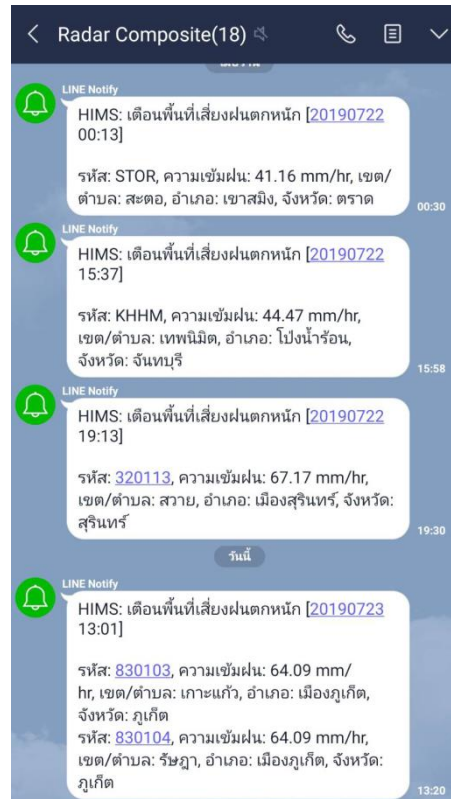 Radar Composite(18)
LINE Notify
HIMS: เตือนพื้นที่เสี่ยงฝนตกหนัก [20190722
00:13]
รหัส: STOR, ความเข้มฝน: 41.16 mm/hr, เขต/
ตำบล: สะตอ, อำเภอ: เขาสมิง, จังหวัด: ตราด
00:30
LINE Notify
HIMS: เตือนพื้นที่เสี่ยงฝนตกหนัก [20190722
15:37]
รหัส: KHHM, ความเข้มฝน: 44.47 mm/hr,
เขต/ตำบล: เทพนิมิต, อำเภอ: โป่งน้ำร้อน,
จังหวัด: จันทบุรี
15:58
LINE Notify
HIMS: เตือนพื้นที่เสี่ยงฝนตกหนัก [20190722
19:13]
รหัส: 320113, ความเข้มฝน: 67.17 mm/hr,
เขต/ตำบล: สวาย, อำเภอ: เมืองสุรินทร์, จังหวัด:
สุรินทร์
19:30
วันนี้
LINE Notify
HIMS: เตือนพื้นที่เสี่ยงฝนตกหนัก [20190723
13:01]
รหัส: 830103, ความเข้มฝน: 64.09 mm/
hr, เขต/ตำบล: เกาะแก้ว, อำเภอ: เมืองภูเก็ต,
จังหวัด: ภูเก็ต
รหัส: 830104, ความเข้มฝน: 64.09 mm/hr,
เขต/ตำบล: รัษฎา, อำเภอ: เมืองภูเก็ต, จังหวัด:
ภูเก็ต
13:20